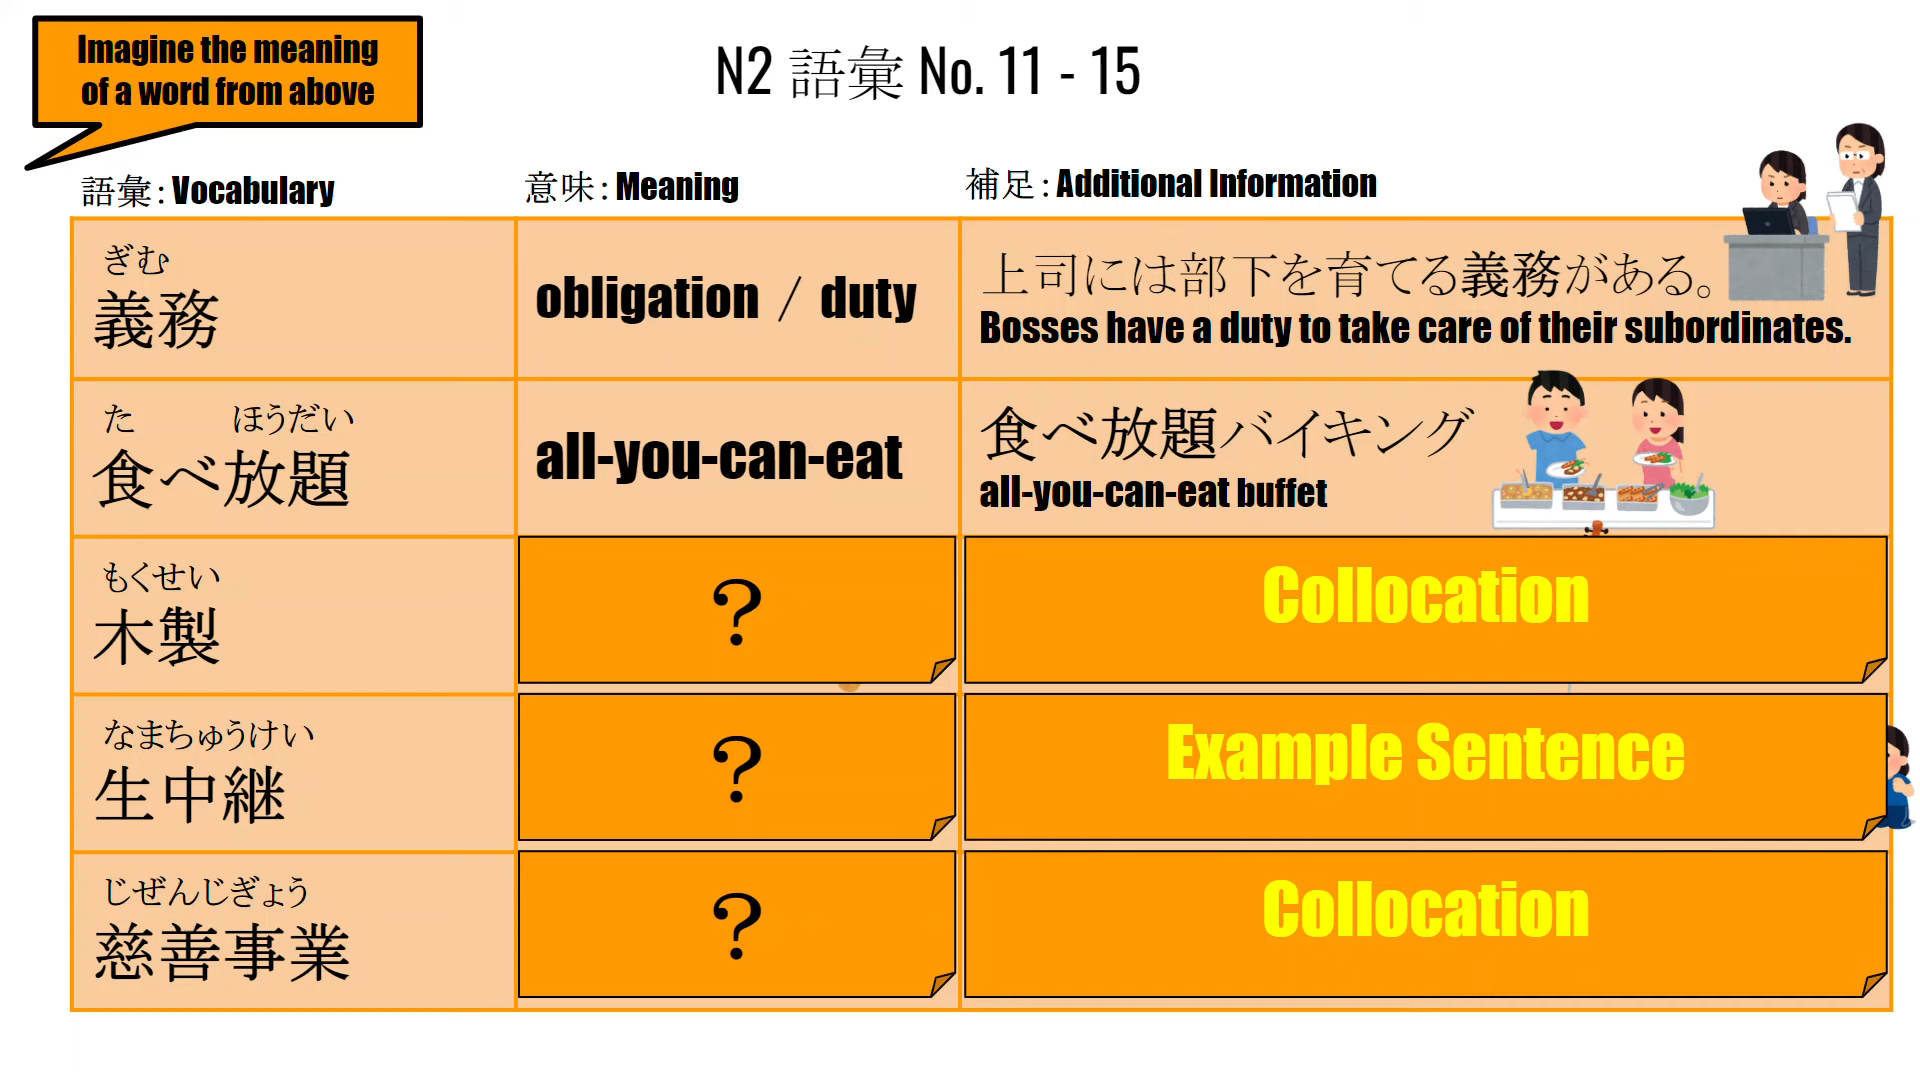 Imagine the meaning
of a word from above
N2 語彙 No. 11 - 15
語彙 : Vocabulary
意味 : Meaning
補足 : Additional Information
ぎむ
義務
obligation / duty
上司には部下を育てる義務がある。
Bosses have a duty to take care of their subordinates.
た ほうだい
食べ放題
all-you-can-eat
食べ放題バイキング
all-you-can-eat buffet
もくせい
木製
?
Collocation
なまちゅうけい
生中継
?
Example Sentence
じぜんじぎょう
慈善事業
?
Collocation